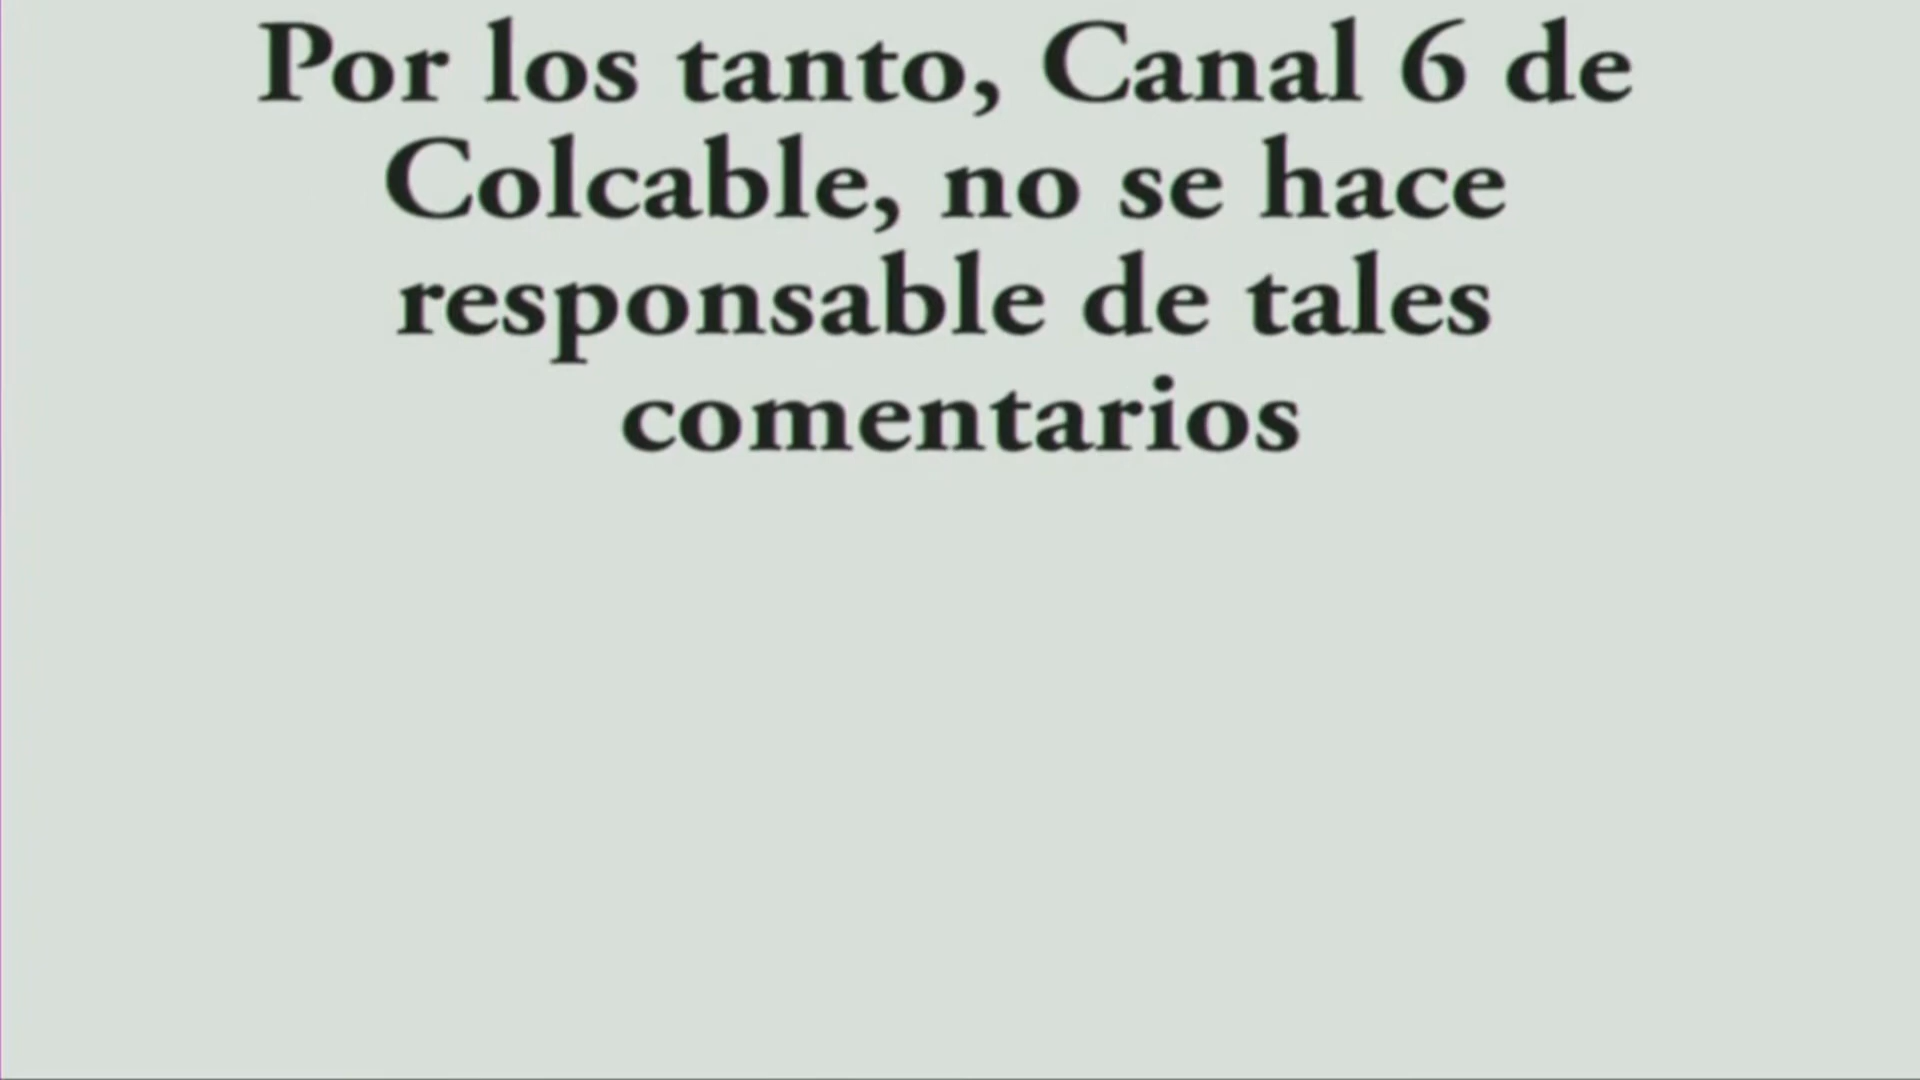 Por los tanto, Canal 6 de
Colcable, no se hace
responsable de tales
comentarios